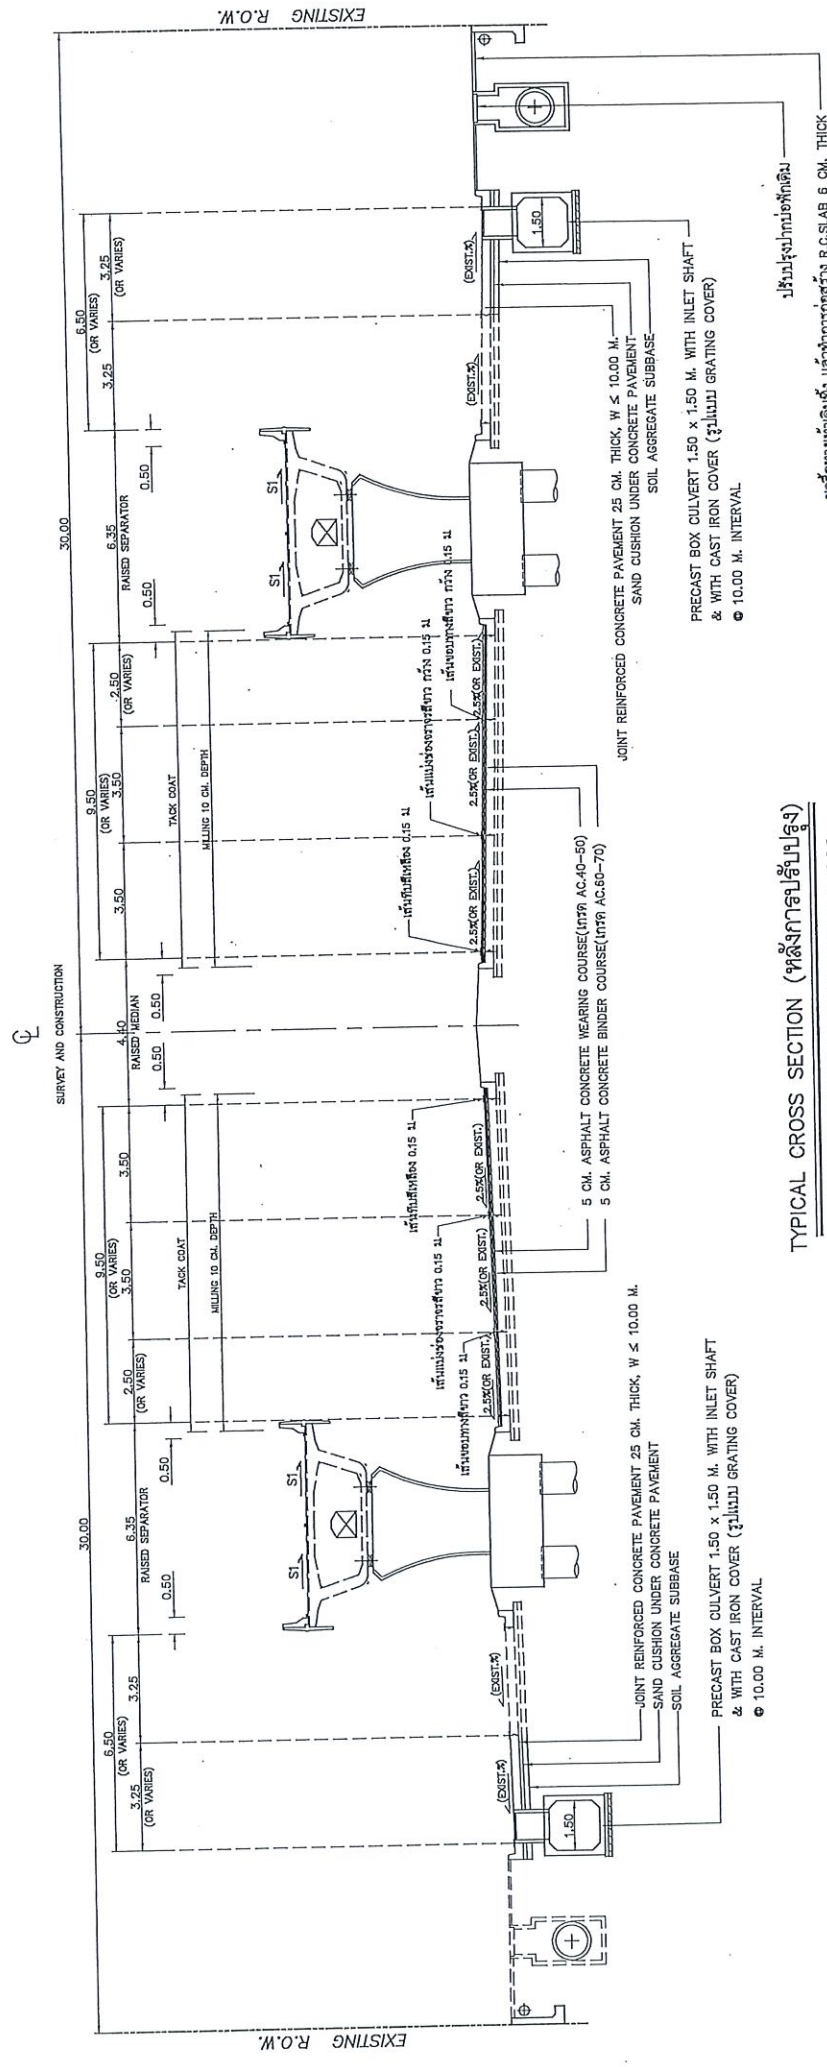 ℄
SURVEY AND CONSTRUCTION
30.00
30.00
EXISTING R.O.W.
EXISTING R.O.W.
6.50
(OR VARIES)
3.25
(OR VARIES)
3.25
6.35
RAISED SEPARATOR
0.50
0.50
9.50
(OR VARIES)
2.50
(OR VARIES)
3.50
3.50
TACK COAT
MILLING 10 CM. DEPTH
4.40
RAISED MEDIAN
0.50
0.50
9.50
(OR VARIES)
3.50
3.50
2.50
(OR VARIES)
TACK COAT
MILLING 10 CM. DEPTH
6.35
RAISED SEPARATOR
0.50
0.50
6.50
(OR VARIES)
3.25
3.25
(OR VARIES)
S1
S1
S1
S1
เส้นขอบทางสีขาว 0.15 ม
เส้นแบ่งช่องจราจรสีขาว 0.15 ม
เส้นทึบสีเหลือง 0.15 ม
เส้นทึบสีเหลือง 0.15 ม
เส้นแบ่งช่องจราจรสีขาว กว้าง 0.15 ม
เส้นขอบทางสีขาว กว้าง 0.15 ม
(EXIST.%)
(EXIST.%)
2.5%(OR EXIST.)
2.5%(OR EXIST.)
2.5%(OR EXIST.)
2.5%(OR EXIST.)
2.5%(OR EXIST.)
2.5%(OR EXIST.)
(EXIST.%)
(EXIST.%)
1.50
1.50
JOINT REINFORCED CONCRETE PAVEMENT 25 CM. THICK, W ≤ 10.00 M.
SAND CUSHION UNDER CONCRETE PAVEMENT
SOIL AGGREGATE SUBBASE
PRECAST BOX CULVERT 1.50 x 1.50 M. WITH INLET SHAFT
& WITH CAST IRON COVER (รูปแบบ GRATING COVER)
@ 10.00 M. INTERVAL
5 CM. ASPHALT CONCRETE WEARING COURSE(เกรด AC.40-50)
5 CM. ASPHALT CONCRETE BINDER COURSE(เกรด AC.60-70)
JOINT REINFORCED CONCRETE PAVEMENT 25 CM. THICK, W ≤ 10.00 M.
SAND CUSHION UNDER CONCRETE PAVEMENT
SOIL AGGREGATE SUBBASE
PRECAST BOX CULVERT 1.50 x 1.50 M. WITH INLET SHAFT
& WITH CAST IRON COVER (รูปแบบ GRATING COVER)
@ 10.00 M. INTERVAL
ปรับปรุงปากบ่อพักเดิม
R.C.SLAB 6 CM. THICK
TYPICAL CROSS SECTION (หลังการปรับปรุง)